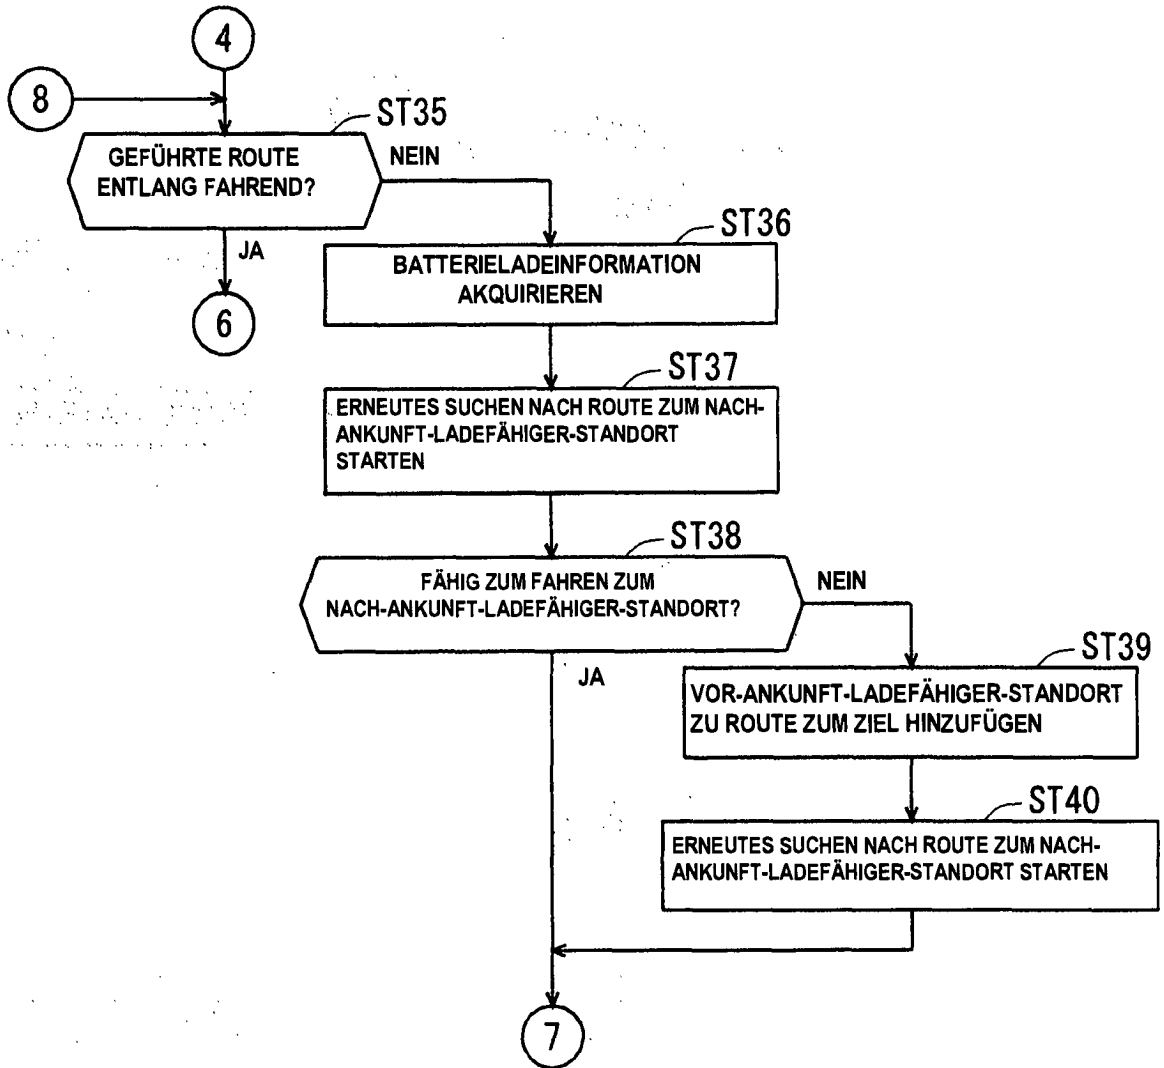 4
8
ST35
GEFÜHRTE ROUTE
ENTLANG FAHREND?
NEIN
JA
6
ST36
BATTERIELADEINFORMATION
AKQUIRIEREN
ST37
ERNEUTES SUCHEN NACH ROUTE ZUM NACH-
ANKUNFT-LADEFÄHIGER-STANDORT
STARTEN
ST38
FÄHIG ZUM FAHREN ZUM
NACH-ANKUNFT-LADEFÄHIGER-STANDORT?
NEIN
JA
ST39
VOR-ANKUNFT-LADEFÄHIGER-STANDORT
ZU ROUTE ZUM ZIEL HINZUFÜGEN
ST40
ERNEUTES SUCHEN NACH ROUTE ZUM NACH-
ANKUNFT-LADEFÄHIGER-STANDORT STARTEN
7